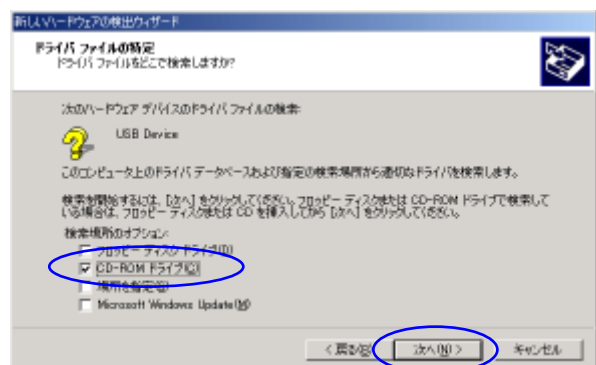 新しいハードウェアの検出ウィザード
ドライバ ファイルの特定
ドライバ ファイルをどこで検索しますか?
次のハードウェア デバイスのドライバ ファイルの検索:
USB Device
このコンピュータ上のドライバ データベースおよび指定の検索場所から適切なドライバを検索します。
検索を開始するには、[次へ] をクリックしてください。フロッピー ディスクまたは CD-ROM ドライブで検索して
いる場合は、フロッピー ディスクまたは CD を挿入してから [次へ] をクリックしてください。
検索場所のオプション:
フロッピー ディスク ドライブ(D)
CD-ROM ドライブ(C)
場所を指定(S)
Microsoft Windows Update(M)
< 戻る(B)
次へ(N) >
キャンセル